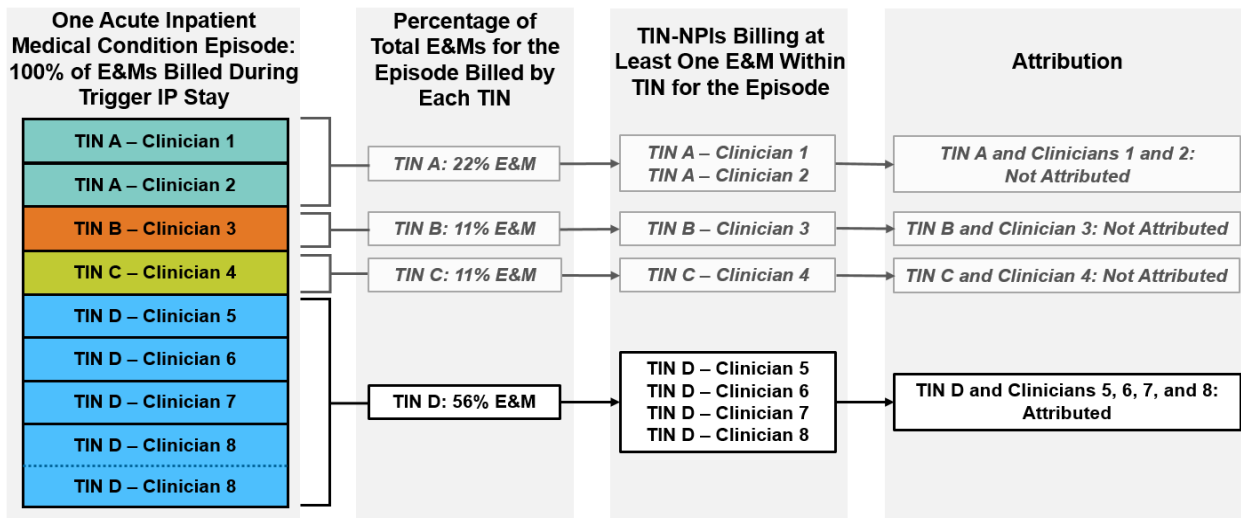 One Acute Inpatient
Medical Condition Episode:
100% of E&Ms Billed During
Trigger IP Stay
TIN A – Clinician 1
TIN A – Clinician 2
TIN B – Clinician 3
TIN C – Clinician 4
TIN D – Clinician 5
TIN D – Clinician 6
TIN D – Clinician 7
TIN D – Clinician 8
TIN D – Clinician 8
Percentage of
Total E&Ms for the
Episode Billed by
Each TIN
TIN A: 22% E&M
TIN B: 11% E&M
TIN C: 11% E&M
TIN D: 56% E&M
TIN-NPIs Billing at
Least One E&M Within
TIN for the Episode
TIN A – Clinician 1
TIN A – Clinician 2
TIN B – Clinician 3
TIN C – Clinician 4
TIN D – Clinician 5
TIN D – Clinician 6
TIN D – Clinician 7
TIN D – Clinician 8
Attribution
TIN A and Clinicians 1 and 2:
Not Attributed
TIN B and Clinician 3: Not Attributed
TIN C and Clinician 4: Not Attributed
TIN D and Clinicians 5, 6, 7, and 8:
Attributed